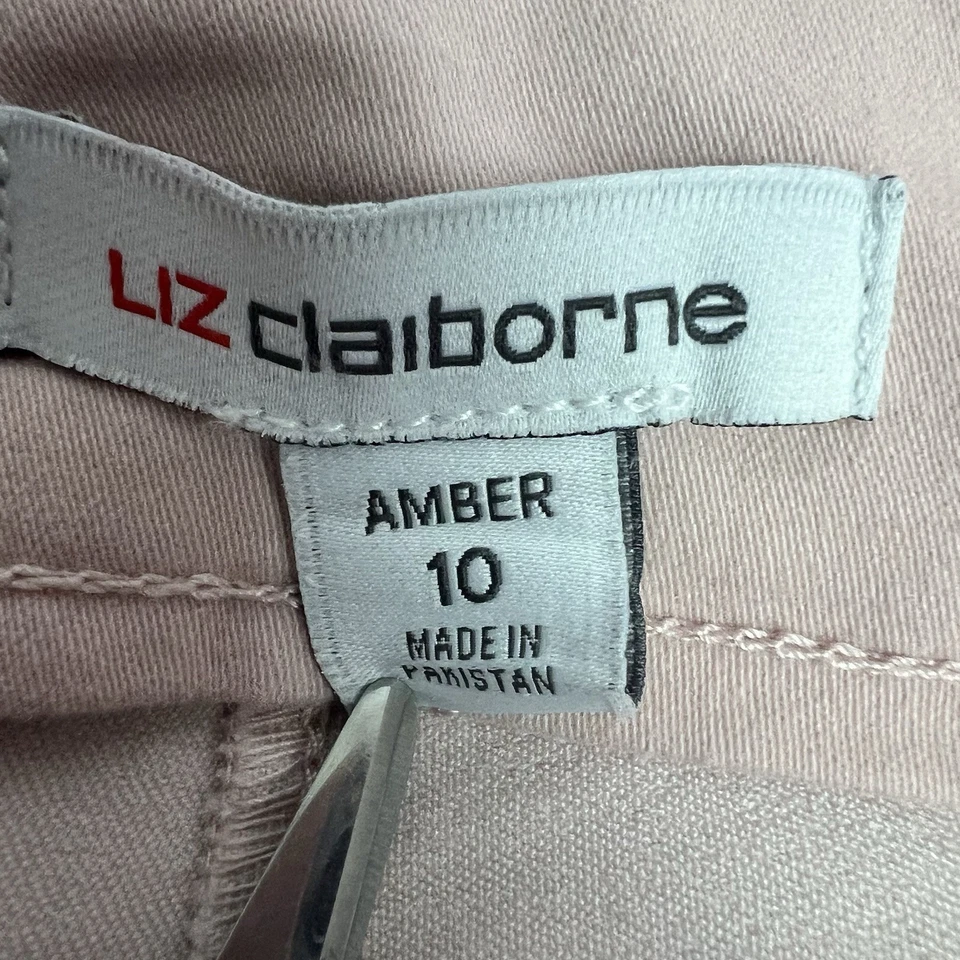 LIZ claiborne
AMBER
10
MADE IN
PAKISTAN